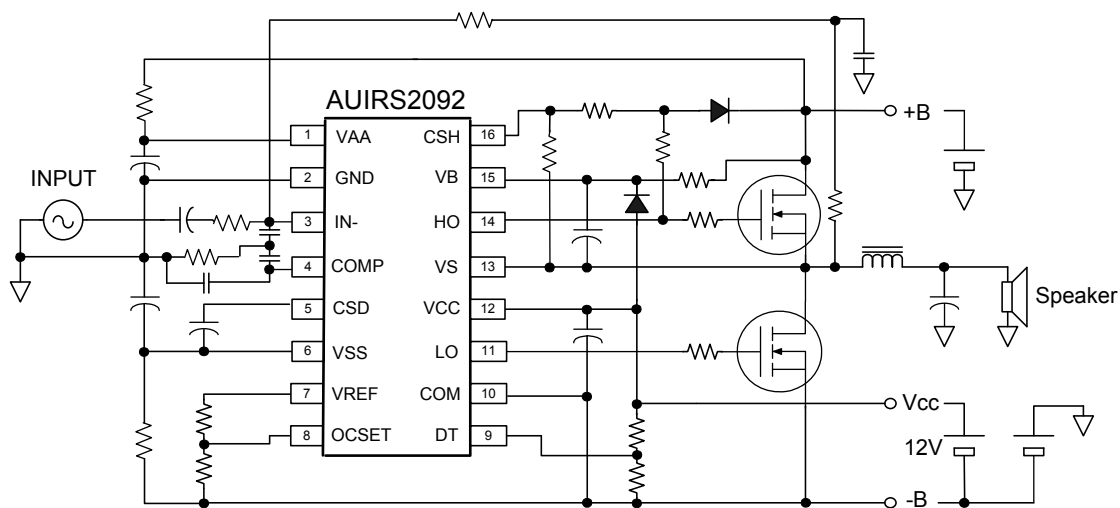 AUIRS2092
1 VAA CSH 16
+B
INPUT
2 GND VB 15
3 IN- HO 14
4 COMP VS 13
5 CSD VCC 12
Speaker
6 VSS LO 11
7 VREF COM 10
Vcc
8 OCSET DT 9
12V
-B